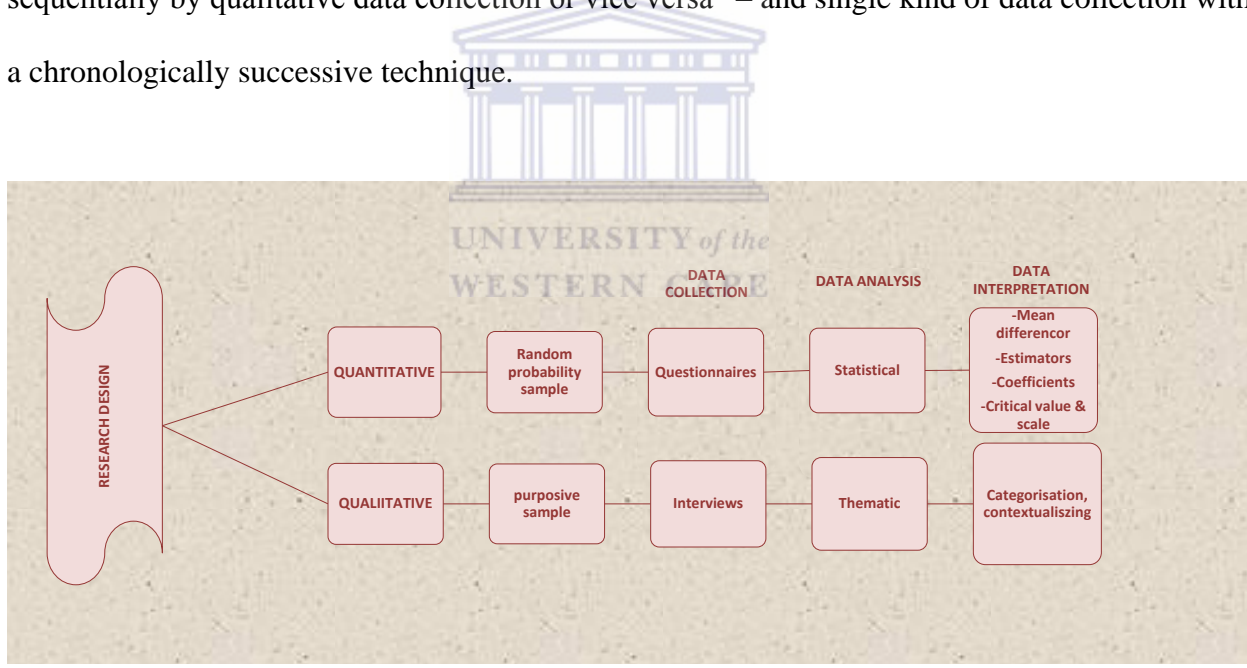 sequentially by qualitative data collection or vice versa" – and single kind of data collection with
a chronologically successive technique.
UNIVERSITY of the
WESTERN CAPE
DATA
COLLECTION
DATA ANALYSIS
DATA
INTERPRETATION
RESEARCH DESIGN
QUANTITATIVE
Random
probability
sample
Questionnaires
Statistical
-Mean
differencor
-Estimators
-Coefficients
-Critical value &
scale
QUALIITATIVE
purposive
sample
Interviews
Thematic
Categorisation,
contextualiszing